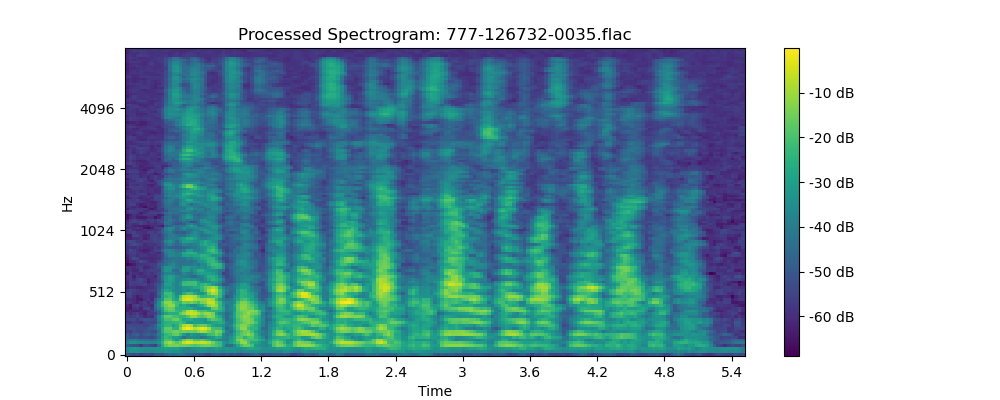 Processed Spectrogram: 777-126732-0035.flac
Hz
4096
2048
1024
512
0
0 0.6 1.2 1.8 2.4 3 3.6 4.2 4.8 5.4
Time
-10 dB
-20 dB
-30 dB
-40 dB
-50 dB
-60 dB